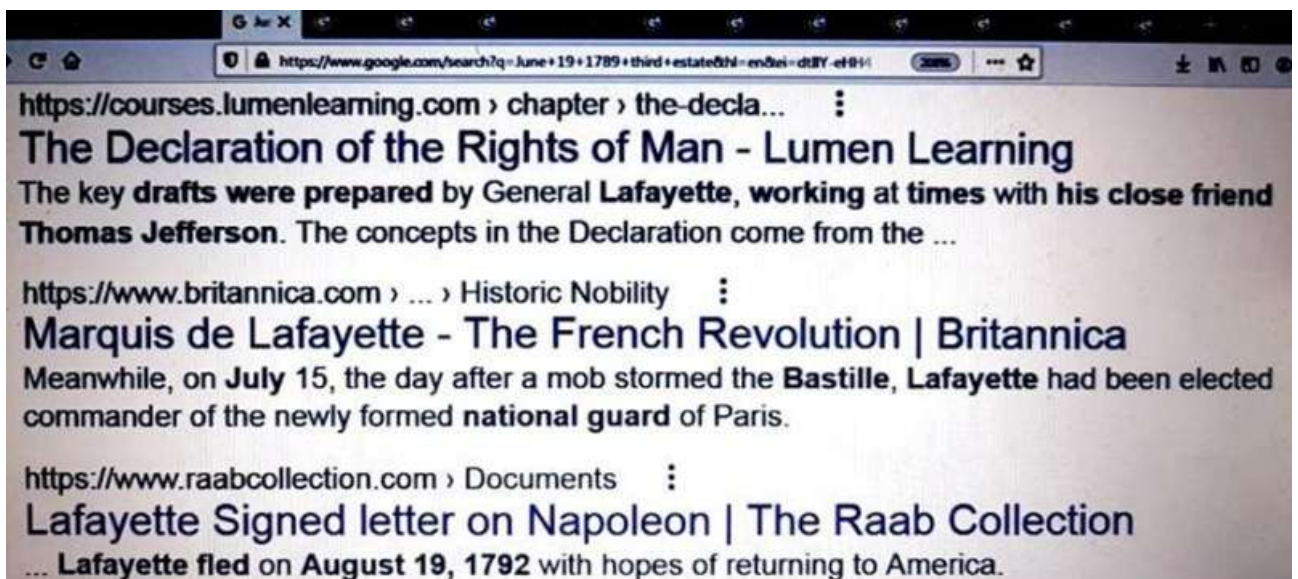 https://www.google.com/search?q=June+19+1789+third+estate&hl=en&ei=
https://courses.lumenlearning.com › chapter › the-decla...
The Declaration of the Rights of Man - Lumen Learning
The key drafts were prepared by General Lafayette, working at times with his close friend
Thomas Jefferson. The concepts in the Declaration come from the ...
https://www.britannica.com › ... › Historic Nobility
Marquis de Lafayette - The French Revolution | Britannica
Meanwhile, on July 15, the day after a mob stormed the Bastille, Lafayette had been elected
commander of the newly formed national guard of Paris.
https://www.raabcollection.com › Documents
Lafayette Signed letter on Napoleon | The Raab Collection
... Lafayette fled on August 19, 1792 with hopes of returning to America.